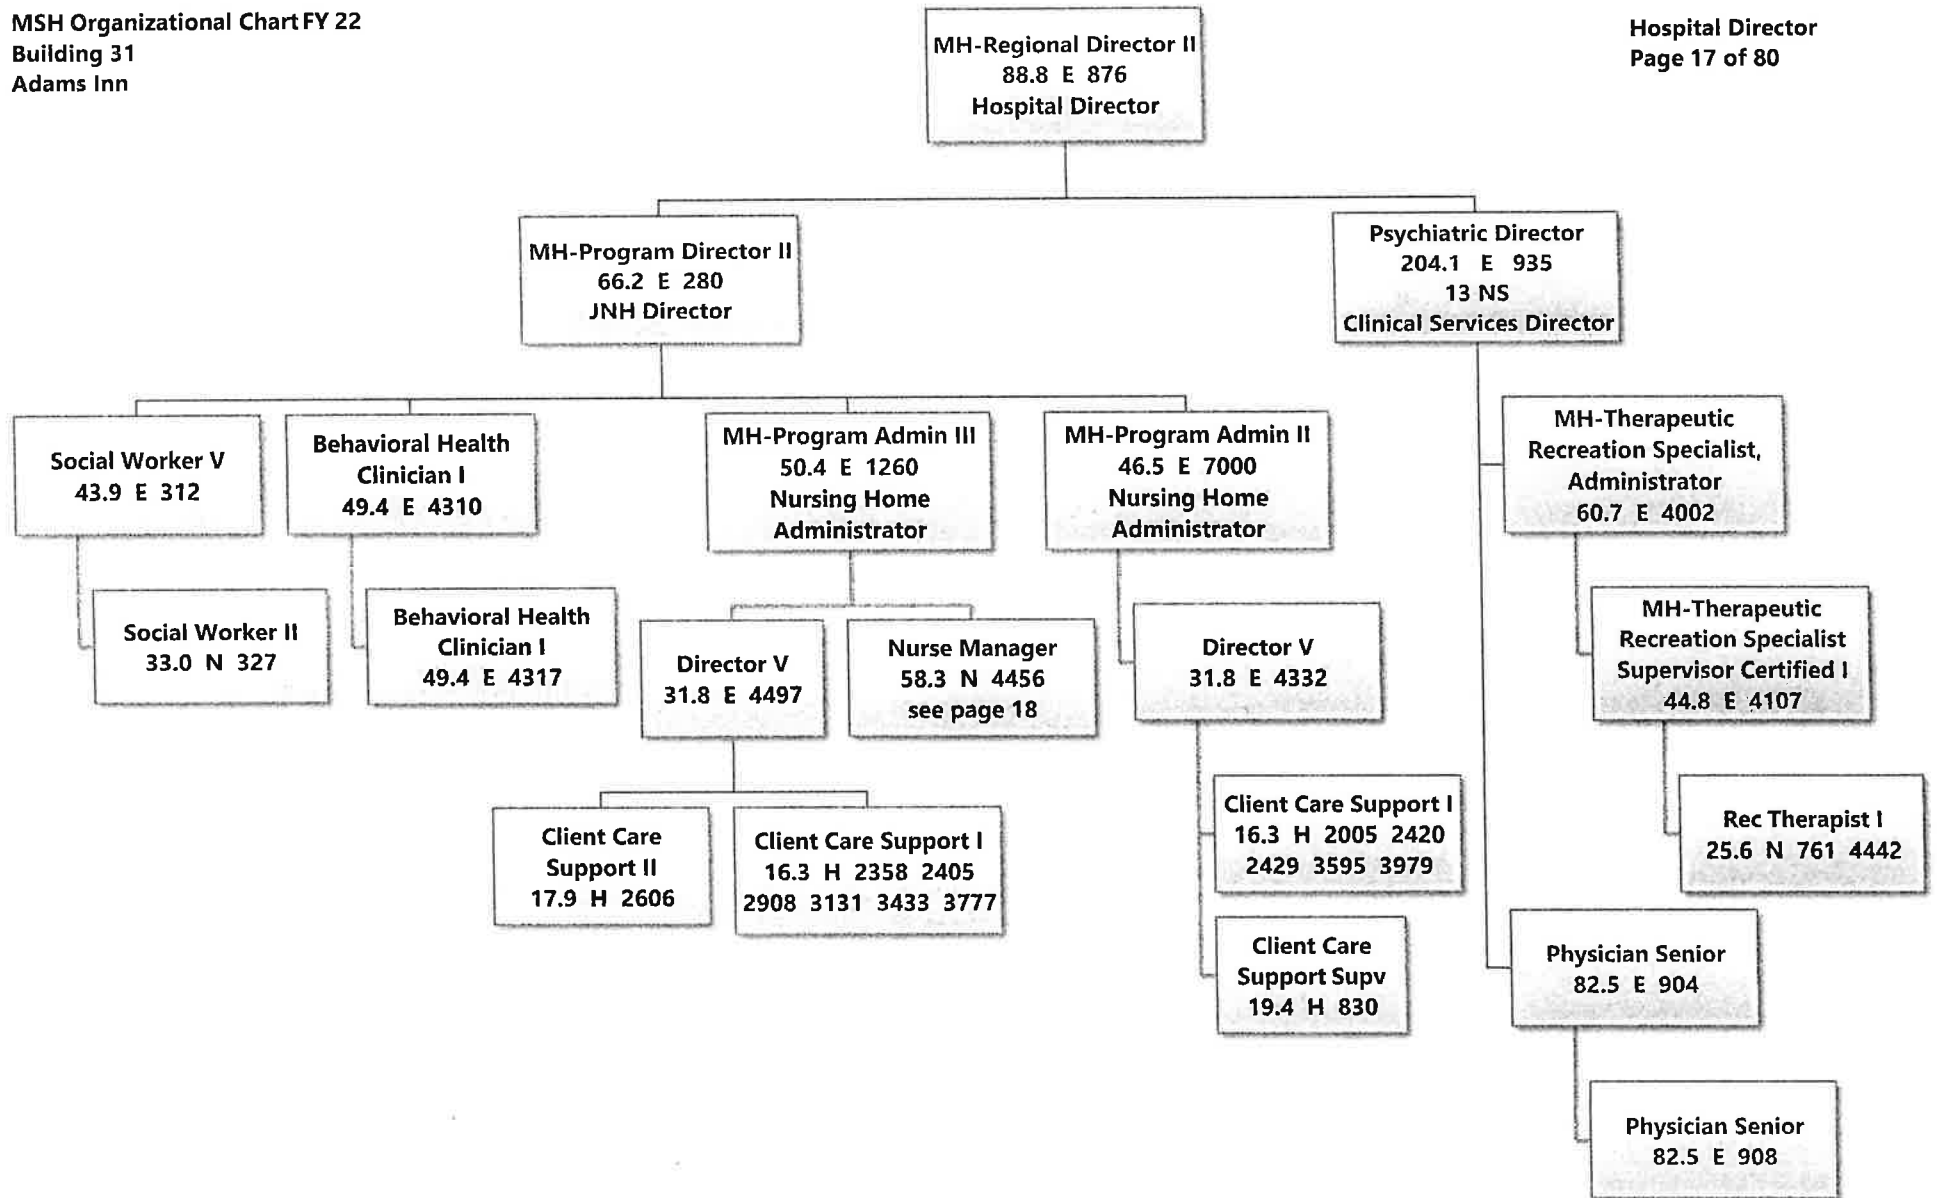 MSH Organizational Chart FY 22
Building 31
Adams Inn
Hospital Director
Page 17 of 80
MH-Regional Director II
88.8 E 876
Hospital Director
MH-Program Director II
66.2 E 280
JNH Director
Psychiatric Director
204.1 E 935
13 NS
Clinical Services Director
Social Worker V
43.9 E 312
Behavioral Health
Clinician I
49.4 E 4310
MH-Program Admin III
50.4 E 1260
Nursing Home
Administrator
MH-Program Admin II
46.5 E 7000
Nursing Home
Administrator
MH-Therapeutic
Recreation Specialist,
Administrator
60.7 E 4002
Social Worker II
33.0 N 327
Behavioral Health
Clinician I
49.4 E 4317
Director V
31.8 E 4497
Nurse Manager
58.3 N 4456
see page 18
Director V
31.8 E 4332
MH-Therapeutic
Recreation Specialist
Supervisor Certified I
44.8 E 4107
Client Care
Support II
17.9 H 2606
Client Care Support I
16.3 H 2358 2405
2908 3131 3433 3777
Client Care Support I
16.3 H 2005 2420
2429 3595 3979
Rec Therapist I
25.6 N 761 4442
Client Care
Support Supv
19.4 H 830
Physician Senior
82.5 E 904
Physician Senior
82.5 E 908